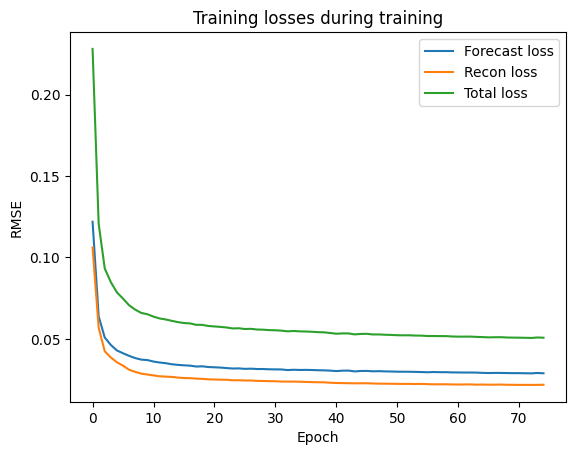 Training losses during training
Forecast loss
Recon loss
Total loss
0.20
0.15
0.10
0.05
RMSE
0 10 20 30 40 50 60 70
Epoch